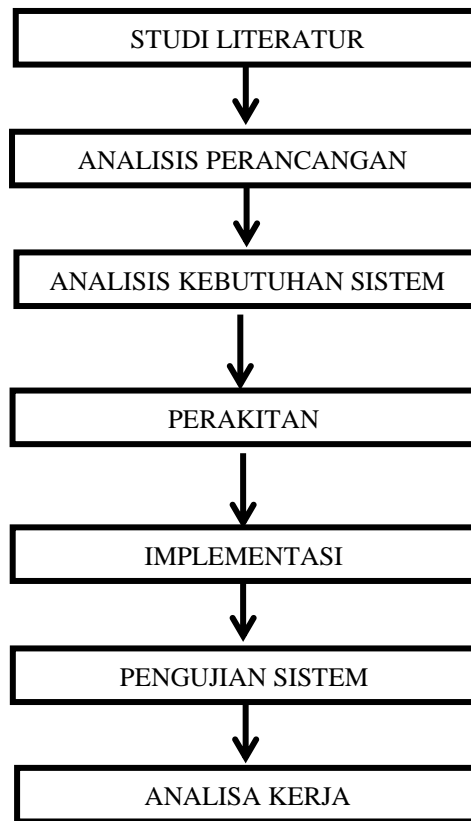 STUDI LITERATUR
ANALISIS PERANCANGAN
ANALISIS KEBUTUHAN SISTEM
PERAKITAN
IMPLEMENTASI
PENGUJIAN SISTEM
ANALISA KERJA